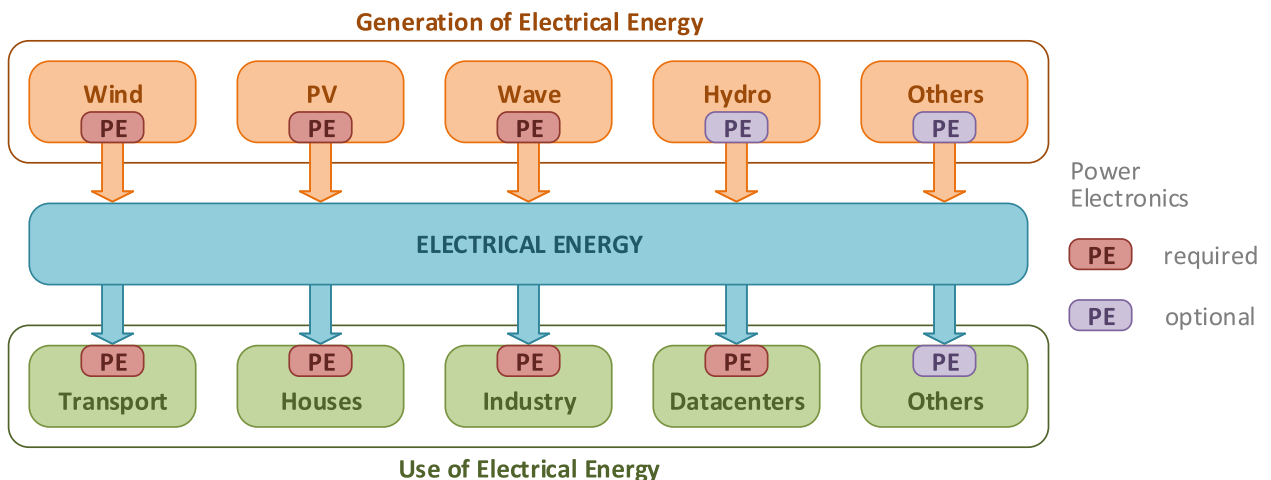 Generation of Electrical Energy
Wind PV Wave Hydro Others
PE PE PE PE PE
Power
Electronics
ELECTRICAL ENERGY
PE required
PE optional
PE PE PE PE PE
Transport Houses Industry Datacenters Others
Use of Electrical Energy